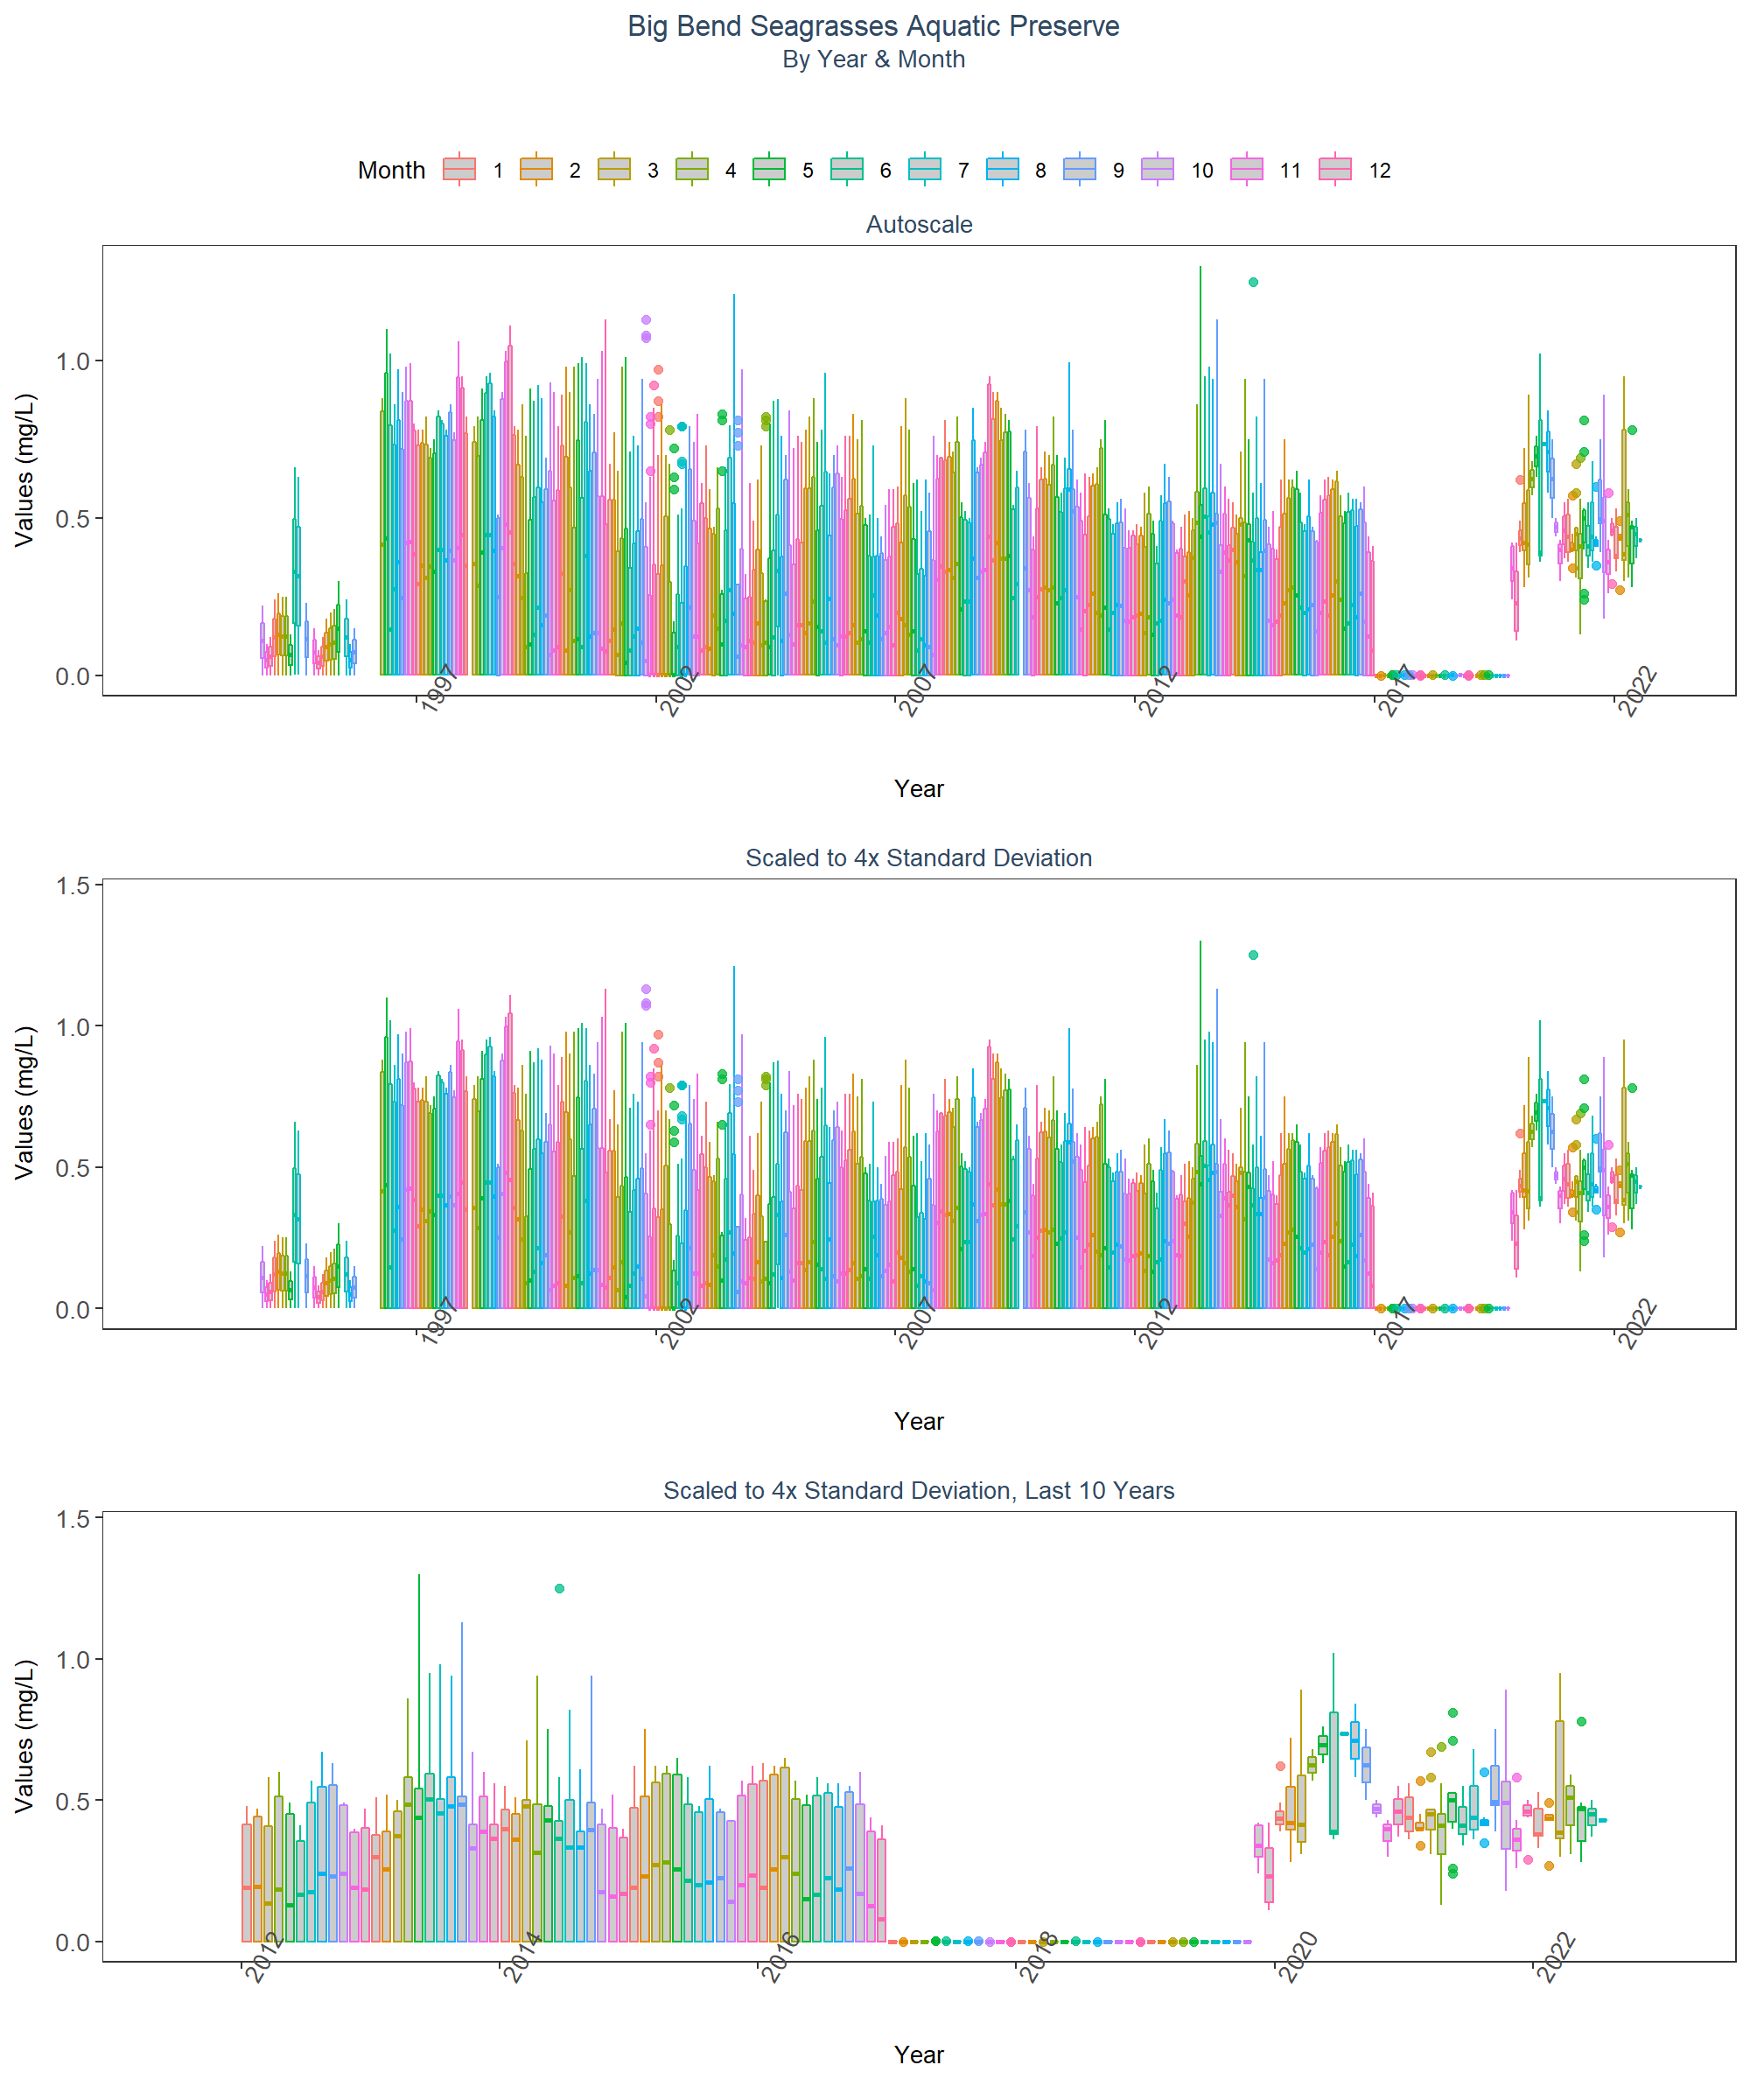 Big Bend Seagrasses Aquatic Preserve
By Year & Month
Month 1 2 3 4 5 6 7 8 9 10 11 12
Autoscale
Values (mg/L)
1.0
0.5
0.0
1997 2002 2007 2012 2017 2022
Year
Scaled to 4x Standard Deviation
Values (mg/L)
1.5
1.0
0.5
0.0
1997 2002 2007 2012 2017 2022
Year
Scaled to 4x Standard Deviation, Last 10 Years
Values (mg/L)
1.5
1.0
0.5
0.0
2012 2014 2016 2018 2020 2022
Year